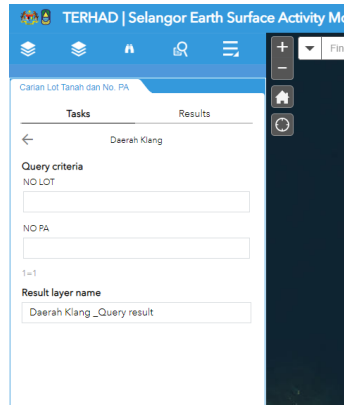 TERHAD | Selangor Earth Surface Activity Mo
Fin
Carian Lot Tanah dan No. PA
Tasks
Results
Daerah Klang
Query criteria
NO LOT
NO PA
1=1
Result layer name
Daerah Klang _Query result